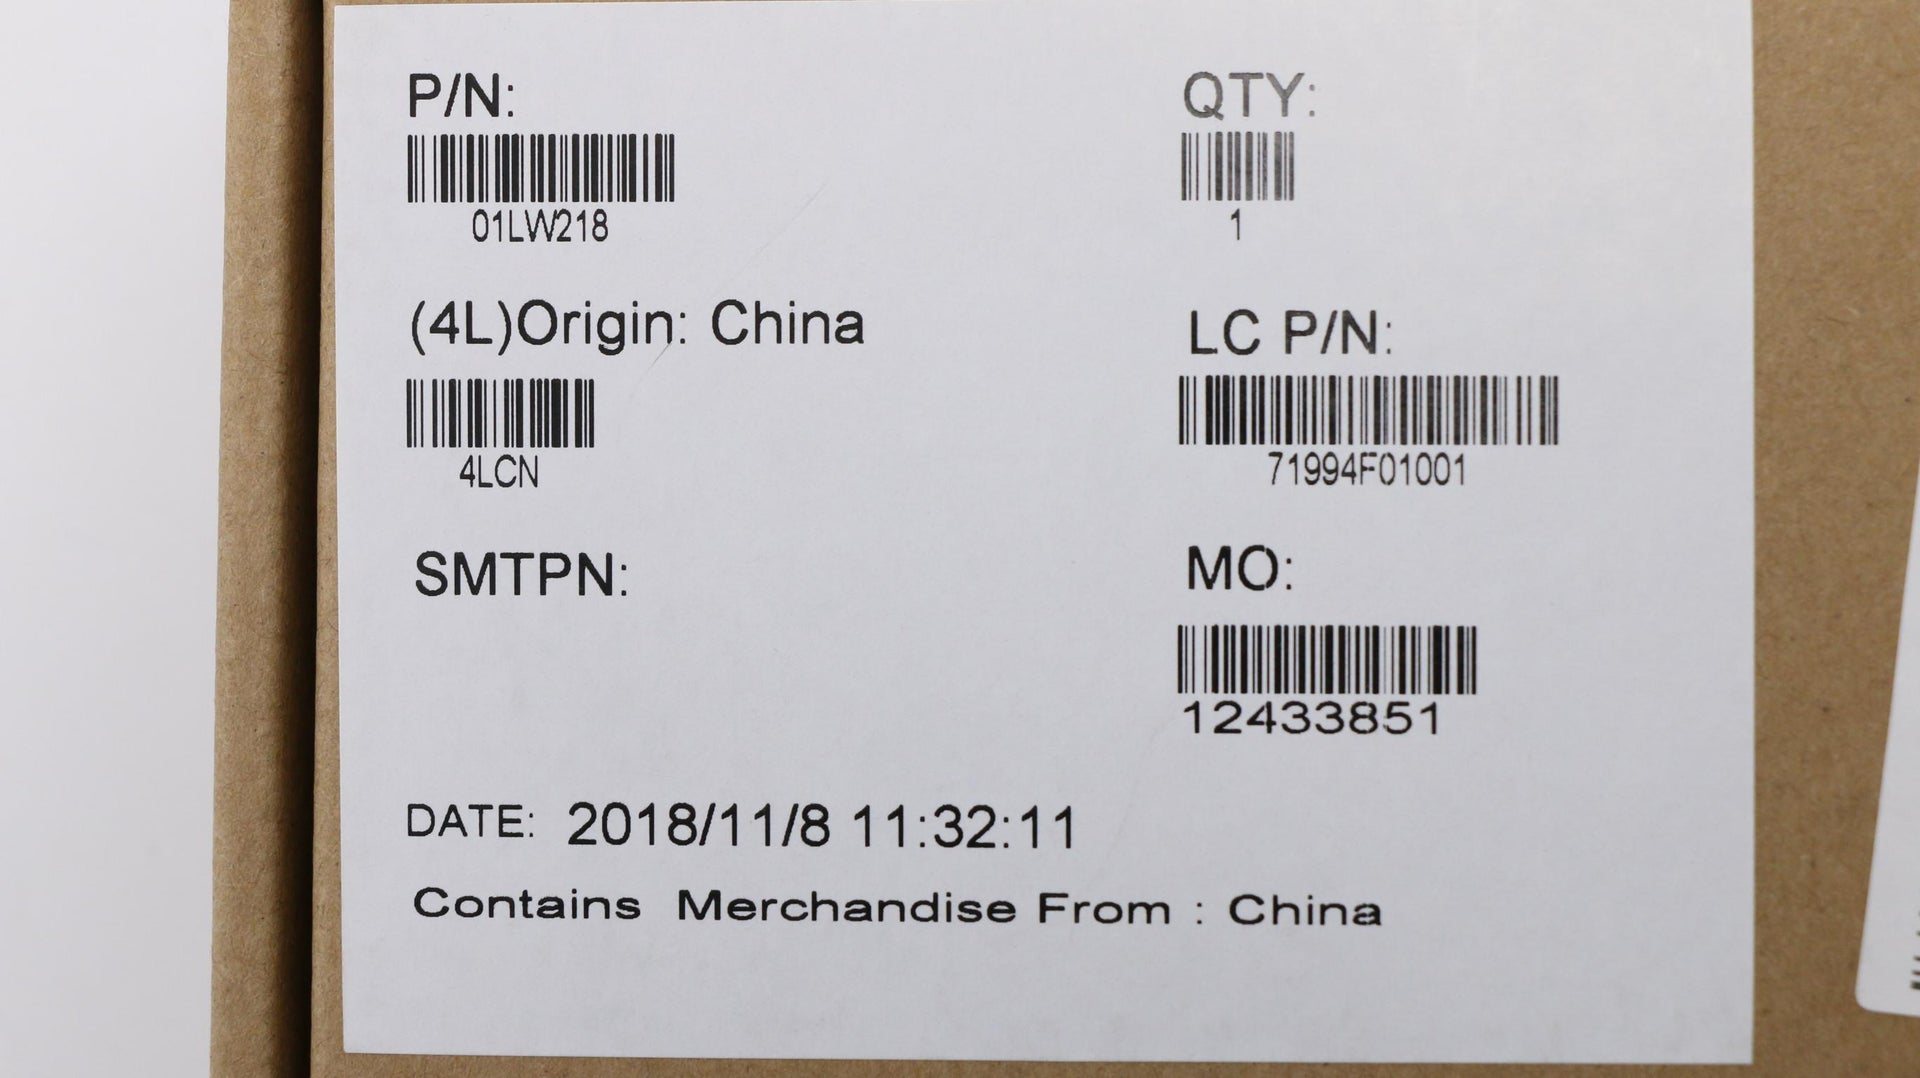 P/N:
01LW218
QTY:
1
(4L)Origin: China
4LCN
LC P/N:
71994F01001
SMTPN:
MO:
12433851
DATE: 2018/11/8 11:32:11
Contains Merchandise From : China